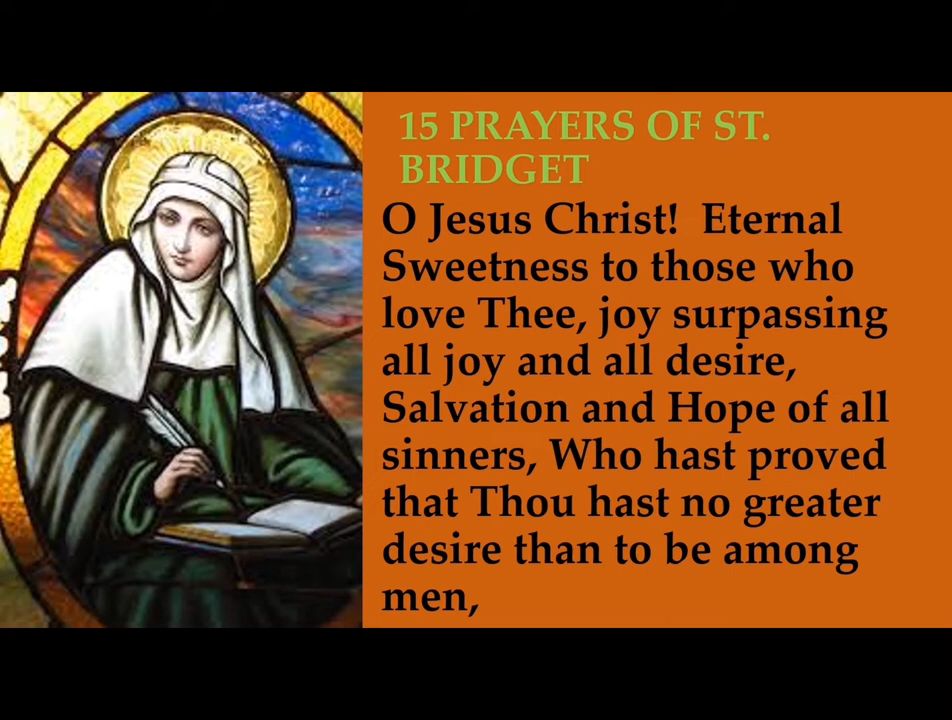 15 PRAYERS OF ST.
BRIDGET
O Jesus Christ!  Eternal
Sweetness to those who
love Thee, joy surpassing
all joy and all desire,
Salvation and Hope of all
sinners, Who hast proved
that Thou hast no greater
desire than to be among
men,